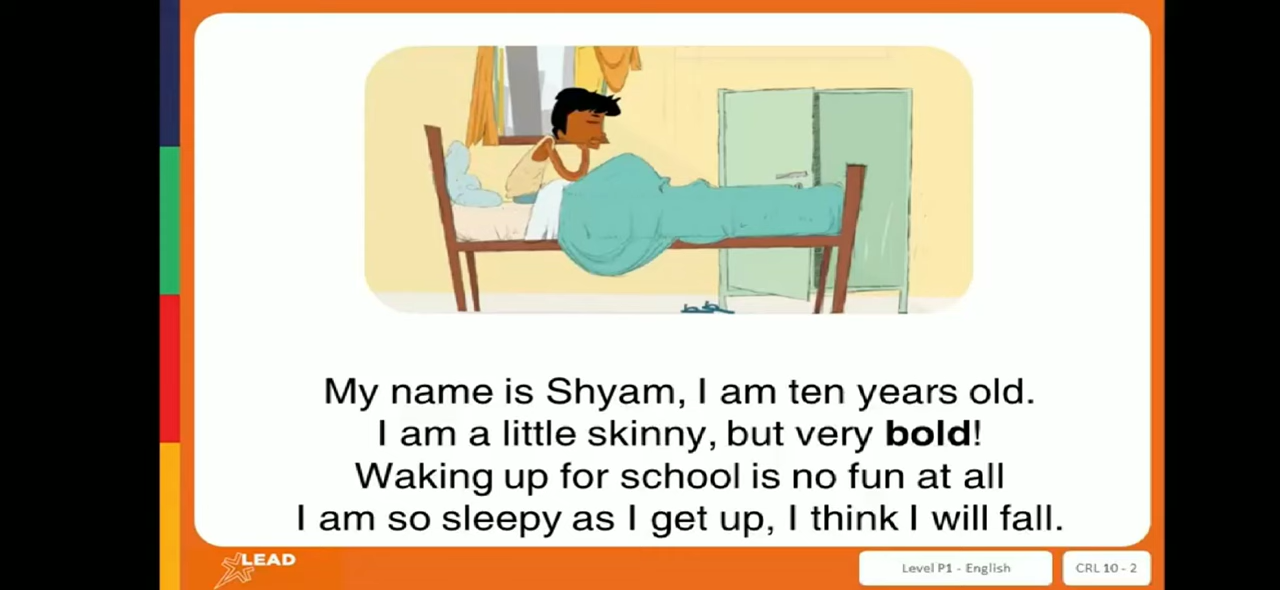 My name is Shyam, I am ten years old.
I am a little skinny, but very bold!
Waking up for school is no fun at all
I am so sleepy as I get up, I think I will fall.
LEAD
Level P1 - English
CRL 10 - 2